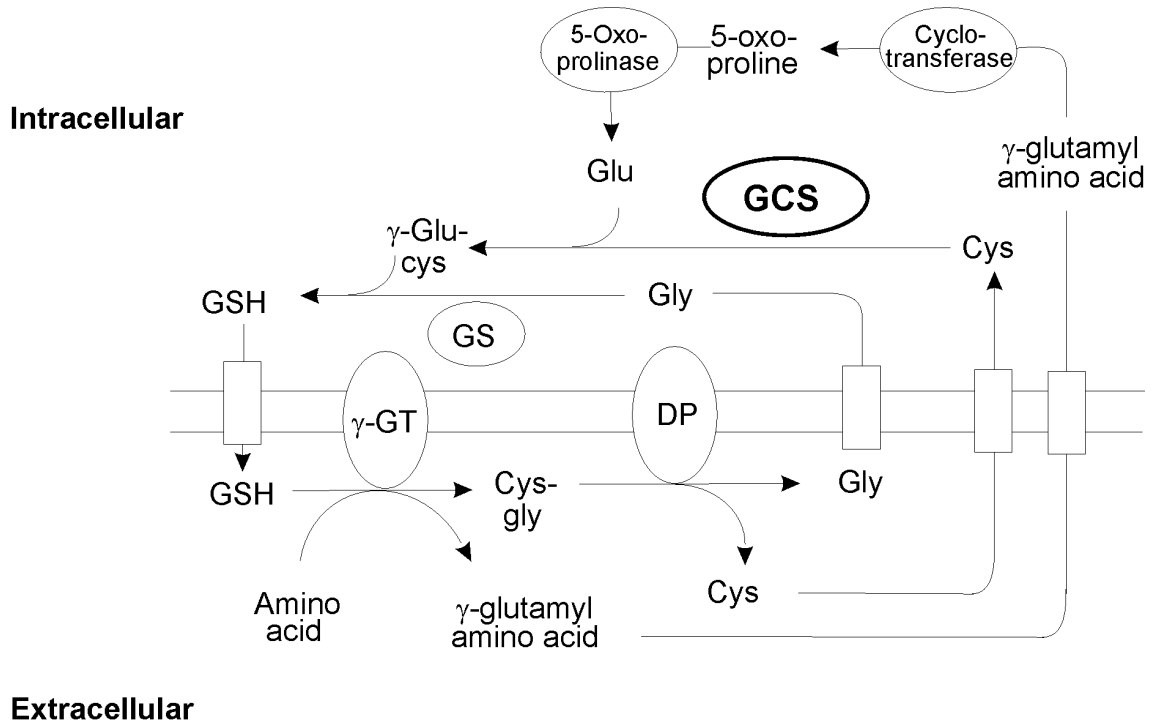 5-Oxo-
prolinase
5-oxo-
proline
Cyclo-
transferase
Intracellular
γ-glutamyl
amino acid
Glu
GCS
γ-Glu-
cys
Cys
GSH
Gly
GS
γ-GT
DP
GSH
Cys-
gly
Gly
Amino
acid
γ-glutamyl
amino acid
Cys
Extracellular